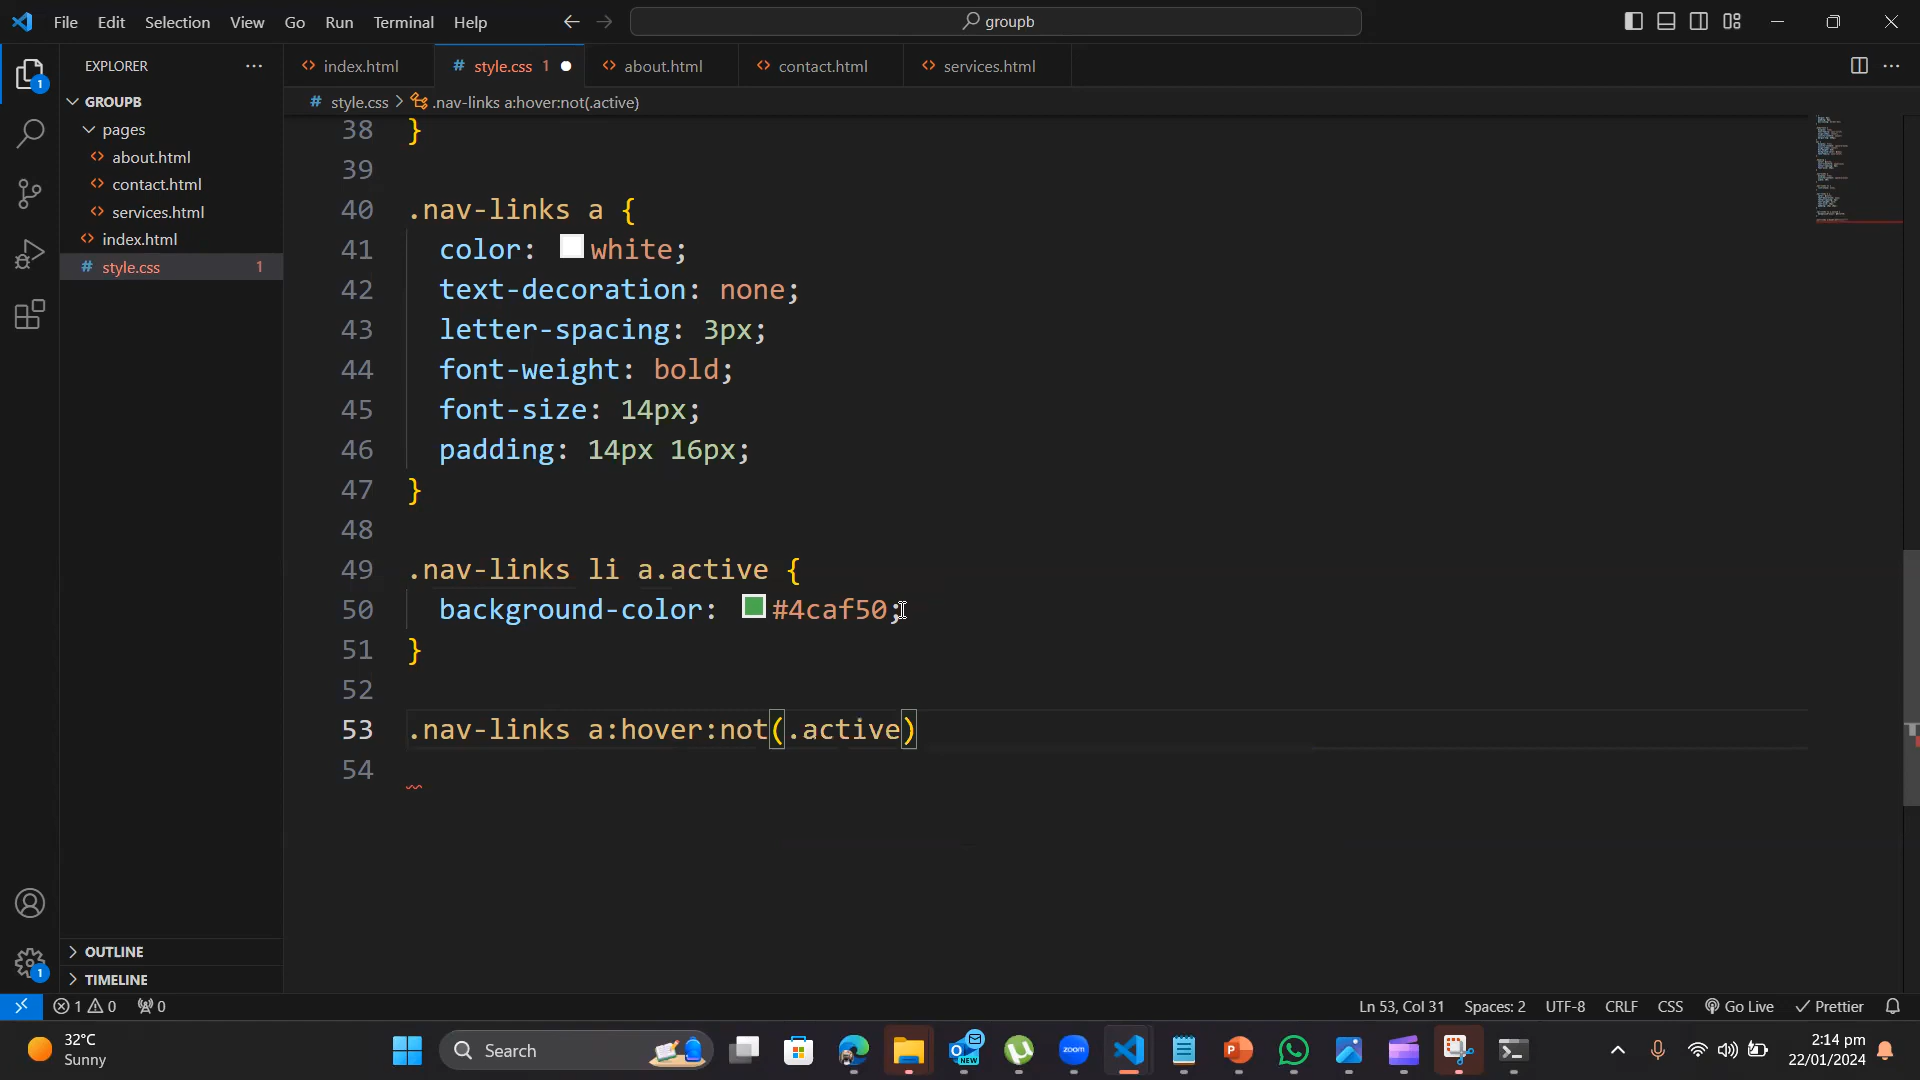 File Edit Selection View Go Run Terminal Help groupb
EXPLORER
index.html style.css 1 about.html contact.html services.html
GROUPB
style.css > .nav-links a:hover:not(.active)
pages
about.html
contact.html
services.html
index.html
style.css 1
38 }
39
40 .nav-links a {
41 color: white;
42 text-decoration: none;
43 letter-spacing: 3px;
44 font-weight: bold;
45 font-size: 14px;
46 padding: 14px 16px;
47 }
48
49 .nav-links li a.active {
50 background-color: #4caf50;
51 }
52
53 .nav-links a:hover:not(.active)
54
1
1
OUTLINE
TIMELINE
1 0 0 Ln 53, Col 31 Spaces: 2 UTF-8 CRLF CSS Go Live Prettier
32°C
Sunny
Search
NEW
zoom
2:14 pm
22/01/2024